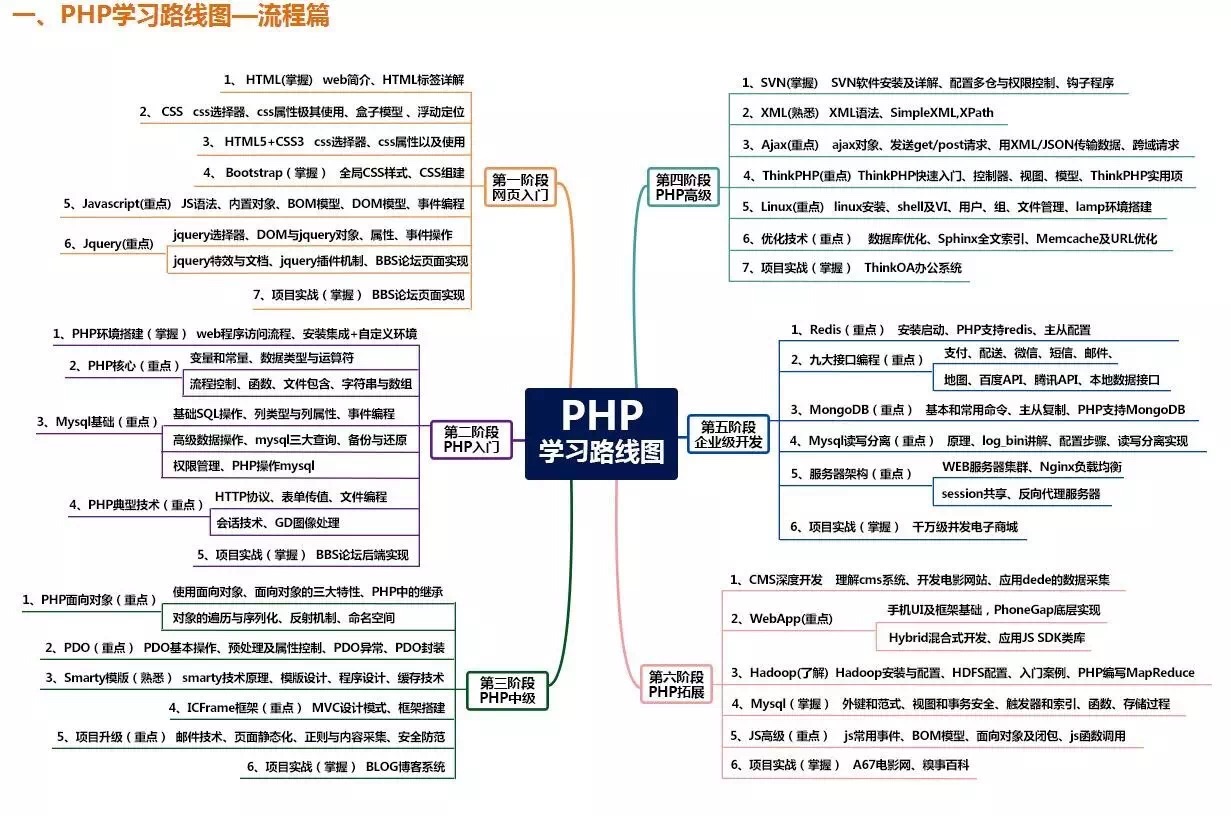 一、PHP学习路线图—流程篇
PHP
学习路线图
第一阶段
网页入门
1、 HTML(掌握) web简介、HTML标签详解
2、 CSS css选择器、css属性极其使用、盒子模型 、浮动定位
3、 HTML5+CSS3 css选择器、css属性以及使用
4、 Bootstrap（掌握） 全局CSS样式、CSS组建
5、Javascript(重点) JS语法、内置对象、BOM模型、DOM模型、事件编程
6、Jquery(重点)
jquery选择器、DOM与jquery对象、属性、事件操作
jquery特效与文档、jquery插件机制、BBS论坛页面实现
7、项目实战（掌握） BBS论坛页面实现
第二阶段
PHP入门
1、PHP环境搭建（掌握） web程序访问流程、安装集成+自定义环境
2、PHP核心（重点）
变量和常量、数据类型与运算符
流程控制、函数、文件包含、字符串与数组
3、Mysql基础（重点）
基础SQL操作、列类型与列属性、事件编程
高级数据操作、mysql三大查询、备份与还原
权限管理、PHP操作mysql
4、PHP典型技术（重点）
HTTP协议、表单传值、文件编程
会话技术、GD图像处理
5、项目实战（掌握） BBS论坛后端实现
第三阶段
PHP中级
1、PHP面向对象（重点）
使用面向对象、面向对象的三大特性、PHP中的继承
对象的遍历与序列化、反射机制、命名空间
2、PDO（重点） PDO基本操作、预处理及属性控制、PDO异常、PDO封装
3、Smarty模版（熟悉） smarty技术原理、模版设计、程序设计、缓存技术
4、ICFrame框架（重点） MVC设计模式、框架搭建
5、项目升级（重点） 邮件技术、页面静态化、正则与内容采集、安全防范
6、项目实战（掌握） BLOG博客系统
第四阶段
PHP高级
1、SVN(掌握) SVN软件安装及详解、配置多仓与权限控制、钩子程序
2、XML(熟悉) XML语法、SimpleXML,XPath
3、Ajax(重点) ajax对象、发送get/post请求、用XML/JSON传输数据、跨域请求
4、ThinkPHP(重点) ThinkPHP快速入门、控制器、视图、模型、ThinkPHP实用项
5、Linux(重点) linux安装、shell及VI、用户、组、文件管理、lamp环境搭建
6、优化技术（重点） 数据库优化、Sphinx全文索引、Memcache及URL优化
7、项目实战（掌握） ThinkOA办公系统
第五阶段
企业级开发
1、Redis（重点） 安装启动、PHP支持redis、主从配置
2、九大接口编程（重点）
支付、配送、微信、短信、邮件、
地图、百度API、腾讯API、本地数据接口
3、MongoDB（重点） 基本和常用命令、主从复制、PHP支持MongoDB
4、Mysql读写分离（重点） 原理、log_bin讲解、配置步骤、读写分离实现
5、服务器架构（重点）
WEB服务器集群、Nginx负载均衡
session共享、反向代理服务器
6、项目实战（掌握） 千万级并发电子商城
第六阶段
PHP拓展
1、CMS深度开发 理解cms系统、开发电影网站、应用dede的数据采集
2、WebApp(重点)
手机UI及框架基础，PhoneGap底层实现
Hybrid混合式开发、应用JS SDK类库
3、Hadoop(了解) Hadoop安装与配置、HDFS配置、入门案例、PHP编写MapReduce
4、Mysql（掌握） 外键和范式、视图和事务安全、触发器和索引、函数、存储过程
5、JS高级（重点） js常用事件、BOM模型、面向对象及闭包、js函数调用
6、项目实战（掌握） A67电影网、糗事百科